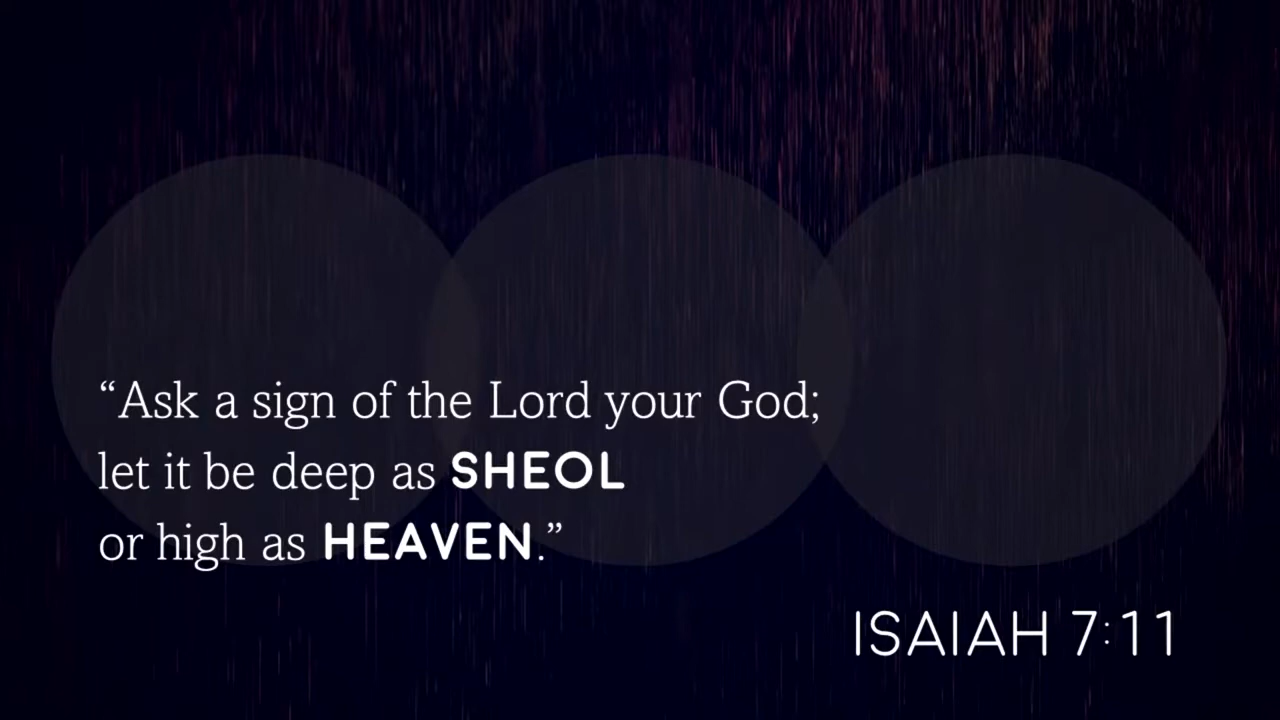 “Ask a sign of the Lord your God;
let it be deep as SHEOL
or high as HEAVEN.”
ISAIAH 7:11